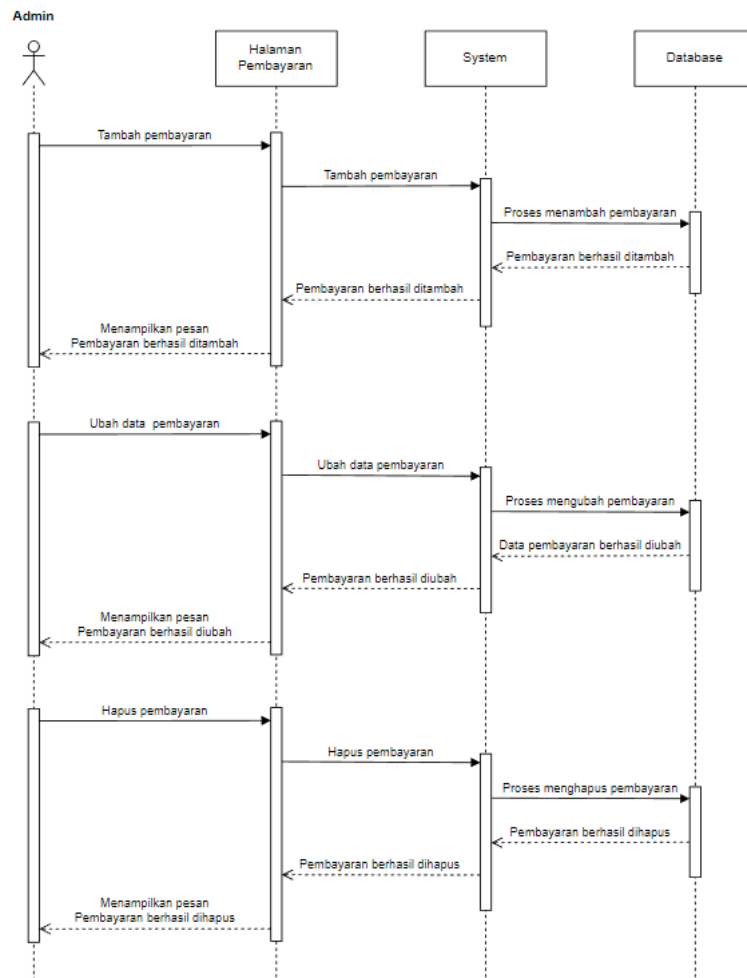 Admin
Halaman
Pembayaran
System
Database
Tambah pembayaran
Tambah pembayaran
Proses menambah pembayaran
Pembayaran berhasil ditambah
Pembayaran berhasil ditambah
Menampilkan pesan
Pembayaran berhasil ditambah
Ubah data pembayaran
Ubah data pembayaran
Proses mengubah pembayaran
Data pembayaran berhasil diubah
Pembayaran berhasil diubah
Menampilkan pesan
Pembayaran berhasil diubah
Hapus pembayaran
Hapus pembayaran
Proses menghapus pembayaran
Pembayaran berhasil dihapus
Pembayaran berhasil dihapus
Menampilkan pesan
Pembayaran berhasil dihapus